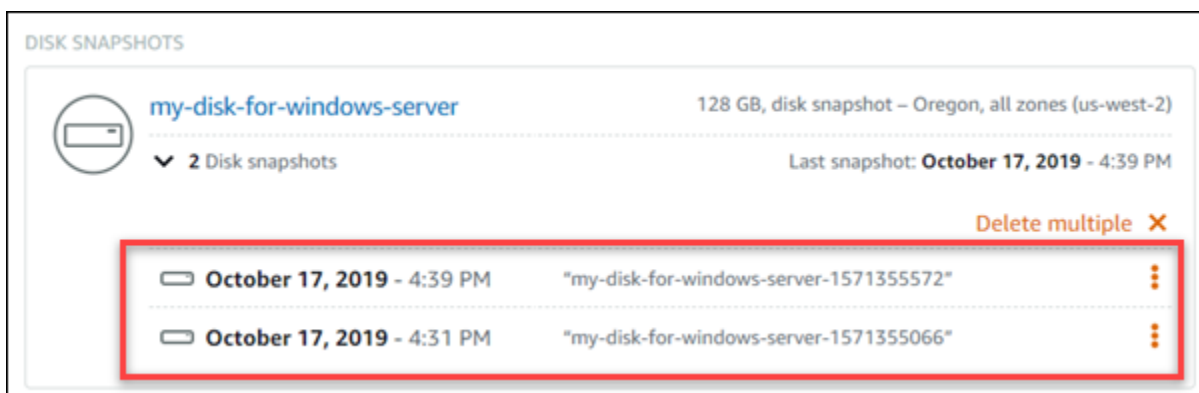 DISK SNAPSHOTS
my-disk-for-windows-server 128 GB, disk snapshot – Oregon, all zones (us-west-2)
2 Disk snapshots Last snapshot: October 17, 2019 - 4:39 PM
Delete multiple ×
October 17, 2019 - 4:39 PM "my-disk-for-windows-server-1571355572"
October 17, 2019 - 4:31 PM "my-disk-for-windows-server-1571355066"